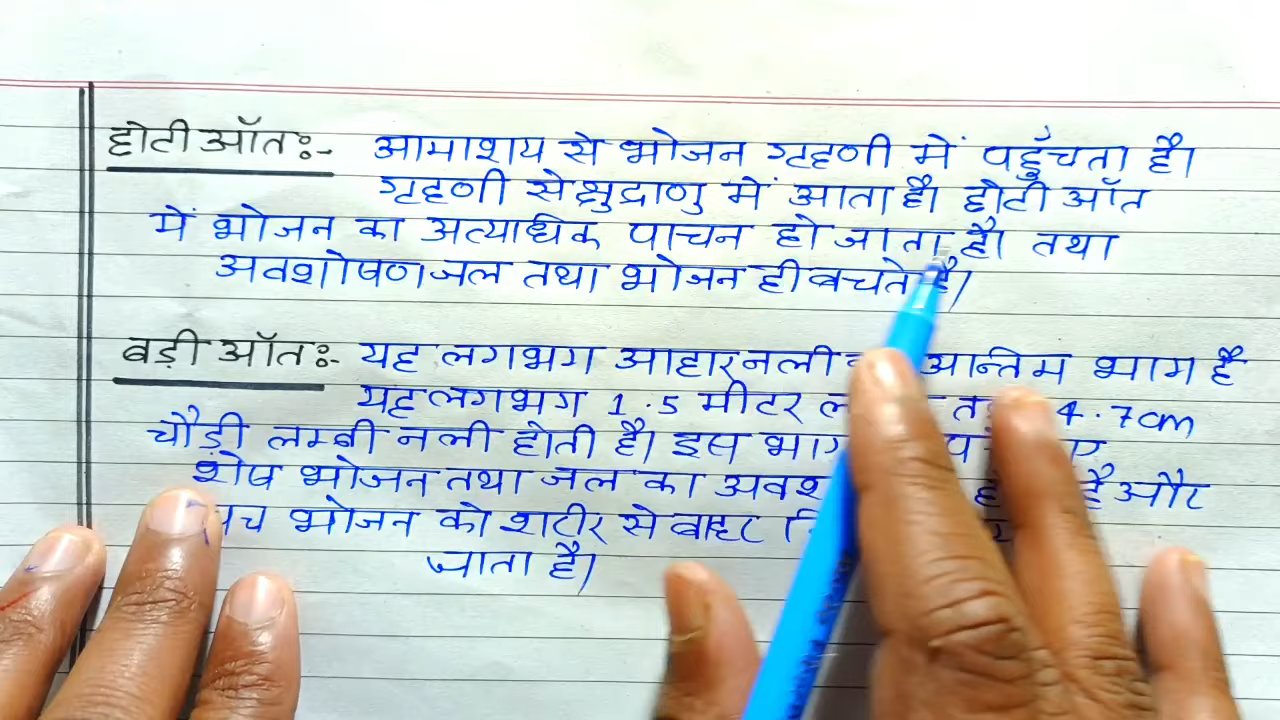 छोटी आँतः- आमाशय से भोजन ग्रहणी में पहुँचता है।
ग्रहणी से क्षुद्राणु में आता है। छोटी आँत
में भोजन का अत्याधिक पाचन हो जाता है। तथा
अवशोषण जल तथा भोजन ही बचते है।
बड़ी आँतः- यह लगभग आहारनली आन्तिम भाग है
यह लगभग 1.5 मीटर 4.7cm
चौड़ी लम्बी नली होती है। इस
शेष भोजन तथा जल का है और
भोजन को शरीर से बाहर
जाता है।